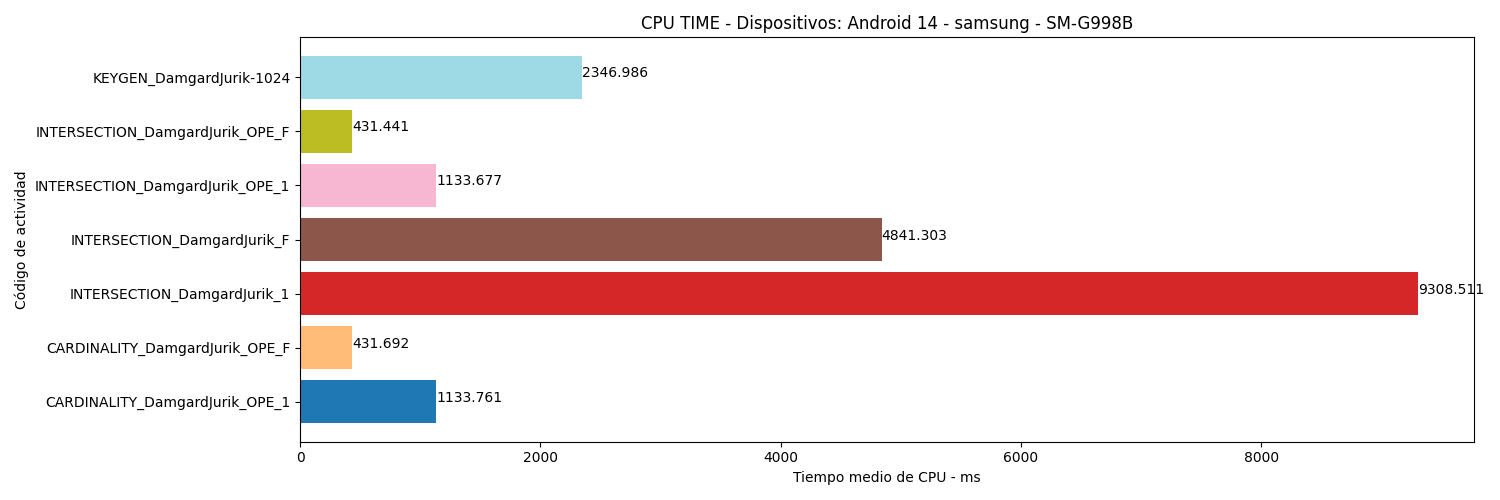 CPU TIME - Dispositivos: Android 14 - samsung - SM-G998B
Código de actividad
KEYGEN_DamgardJurik-1024 2346.986
INTERSECTION_DamgardJurik_OPE_F 431.441
INTERSECTION_DamgardJurik_OPE_1 1133.677
INTERSECTION_DamgardJurik_F 4841.303
INTERSECTION_DamgardJurik_1 9308.511
CARDINALITY_DamgardJurik_OPE_F 431.692
CARDINALITY_DamgardJurik_OPE_1 1133.761
0 2000 4000 6000 8000
Tiempo medio de CPU - ms